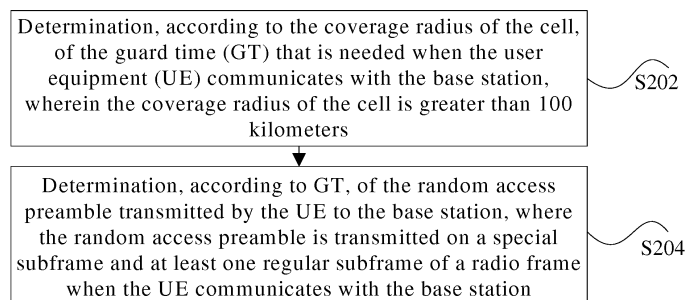 Determination, according to the coverage radius of the cell,
of the guard time (GT) that is needed when the user
equipment (UE) communicates with the base station,
wherein the coverage radius of the cell is greater than 100
kilometers
S202
Determination, according to GT, of the random access
preamble transmitted by the UE to the base station, where
the random access preamble is transmitted on a special
subframe and at least one regular subframe of a radio frame
when the UE communicates with the base station
S204